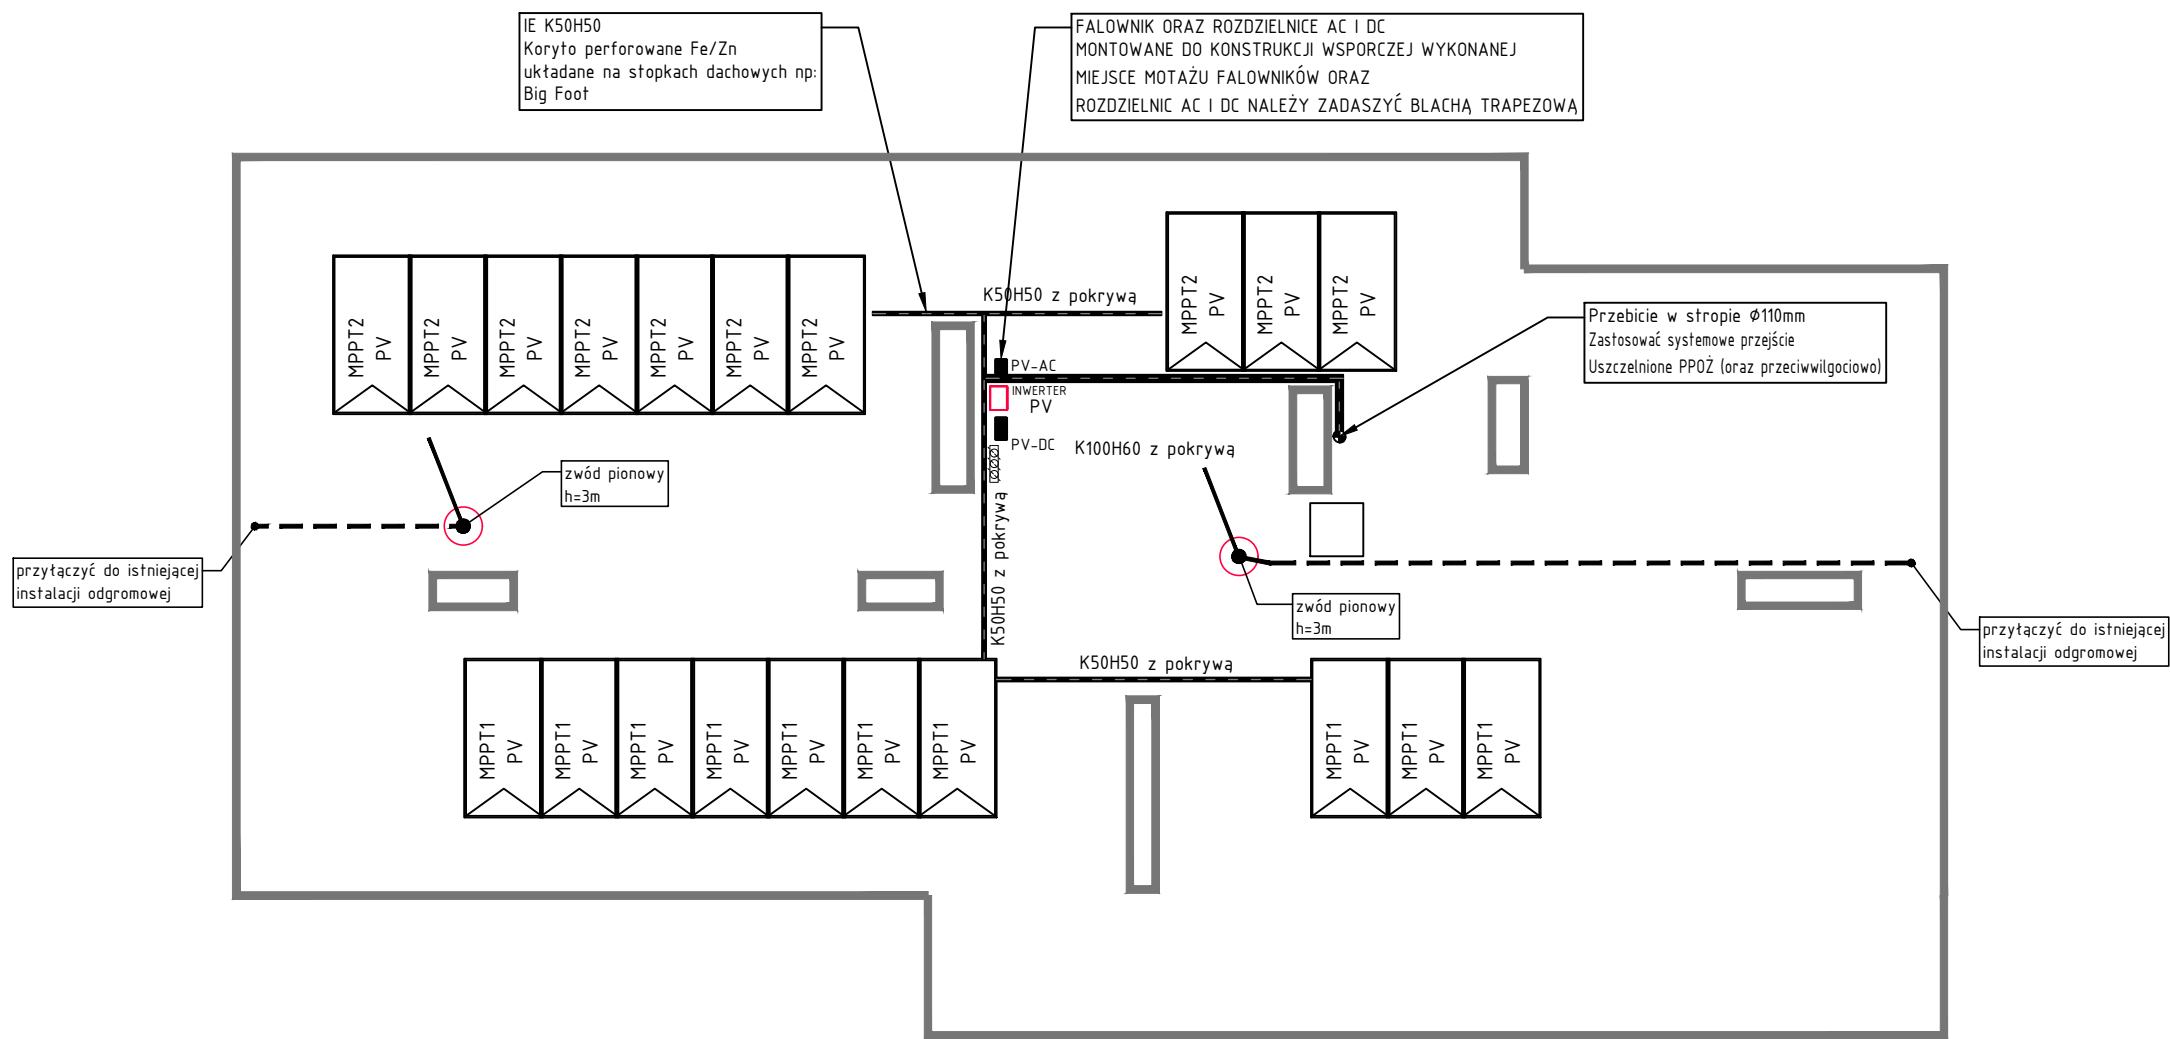 IE K50H50
Koryto perforowane Fe/Zn
układane na stopkach dachowych np:
Big Foot
FALOWNIK ORAZ ROZDZIELNICE AC I DC
MONTOWANE DO KONSTRUKCJI WSPORCZEJ WYKONANEJ
MIEJSCE MOTAŻU FALOWNIKÓW ORAZ
ROZDZIELNIC AC I DC NALEŻY ZADASZYĆ BLACHĄ TRAPEZOWĄ
MPPT2
PV
MPPT2
PV
MPPT2
PV
MPPT2
PV
MPPT2
PV
MPPT2
PV
MPPT2
PV
K50H50 z pokrywą
MPPT2
PV
MPPT2
PV
MPPT2
PV
Przebicie w stropie Ø110mm
Zastosować systemowe przejście
Uszczelnione PPOŻ (oraz przeciwwilgociowo)
PV-AC
INWERTER
PV
PV-DC
K100H60 z pokrywą
zwód pionowy
h=3m
K50H50 z pokrywą
przyłączyć do istniejącej
instalacji odgromowej
zwód pionowy
h=3m
przyłączyć do istniejącej
instalacji odgromowej
K50H50 z pokrywą
MPPT1
PV
MPPT1
PV
MPPT1
PV
MPPT1
PV
MPPT1
PV
MPPT1
PV
MPPT1
PV
MPPT1
PV
MPPT1
PV
MPPT1
PV